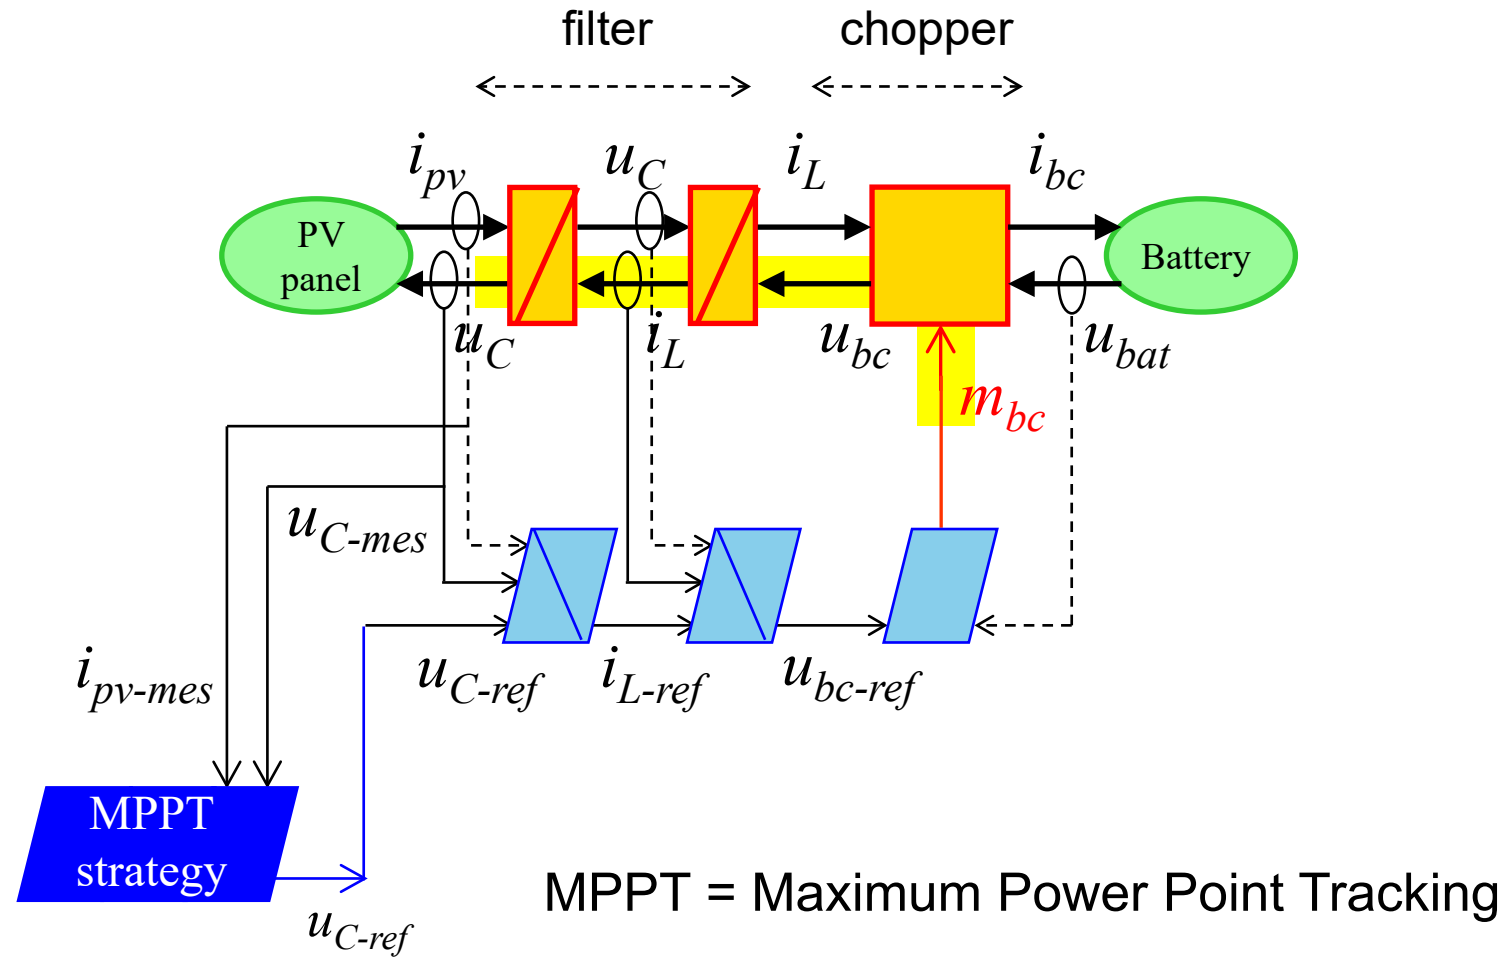 filter chopper
i_pv u_C i_L i_bc
PV
panel
Battery
u_C i_L u_bc u_bat
m_bc
u_C-mes
i_pv-mes u_C-ref i_L-ref u_bc-ref
MPPT
strategy
u_C-ref
MPPT = Maximum Power Point Tracking